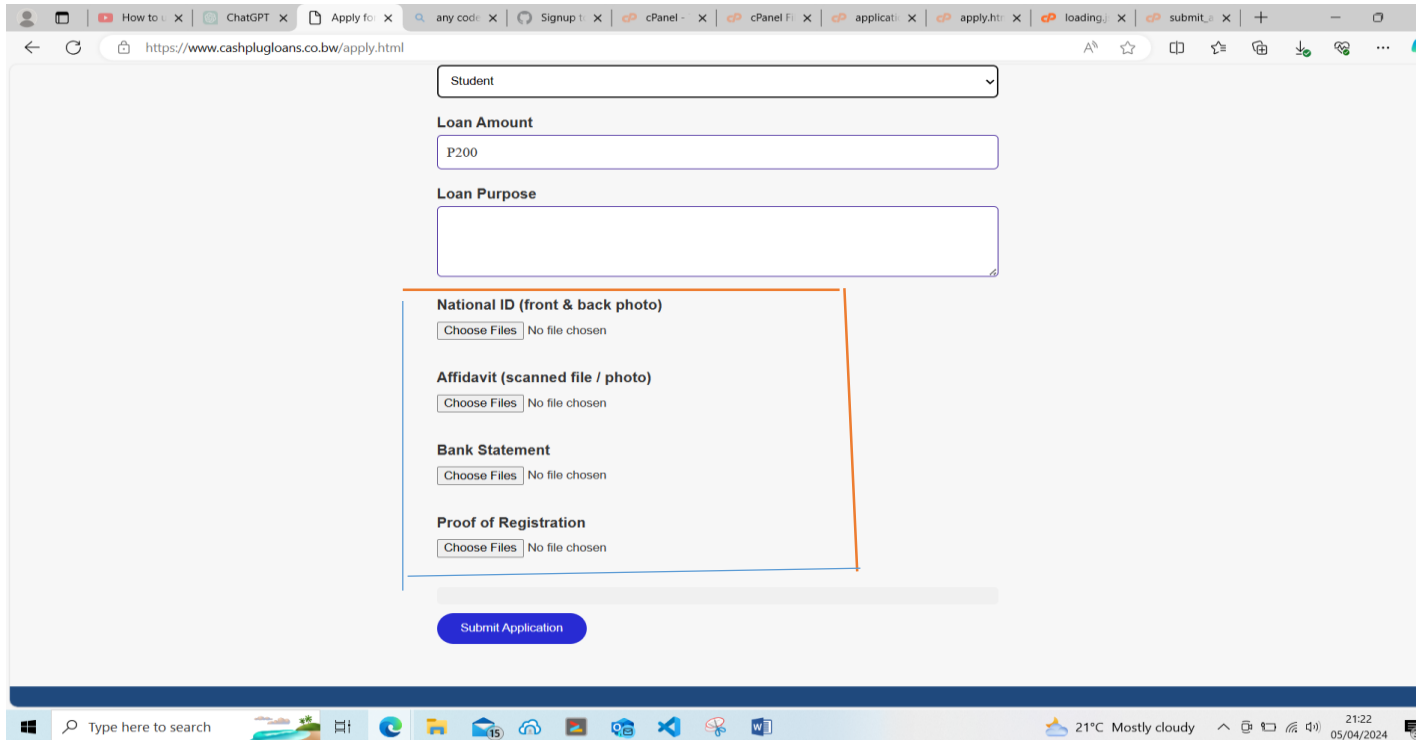 How to u
ChatGPT
Apply for
any code
Signup t
cPanel -
cPanel Fi
applicati
apply.ht
loading.j
submit_a
https://www.cashplugloans.co.bw/apply.html
Student
Loan Amount
P200
Loan Purpose
National ID (front & back photo)
Choose Files No file chosen
Affidavit (scanned file / photo)
Choose Files No file chosen
Bank Statement
Choose Files No file chosen
Proof of Registration
Choose Files No file chosen
Submit Application
Type here to search
15
21°C Mostly cloudy
21:22
05/04/2024